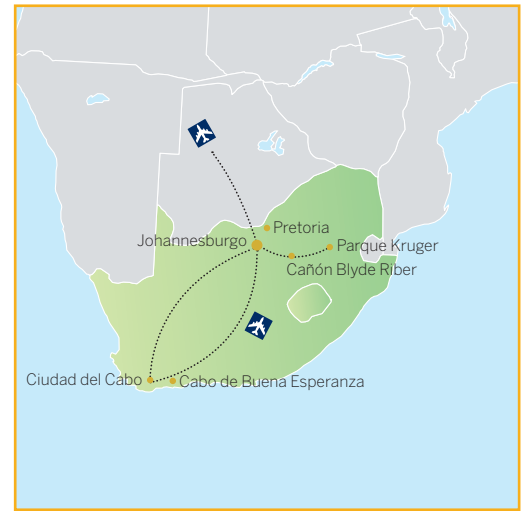 Pretoria
Johannesburgo
Parque Kruger
Cañón Blyde Riber
Ciudad del Cabo
Cabo de Buena Esperanza